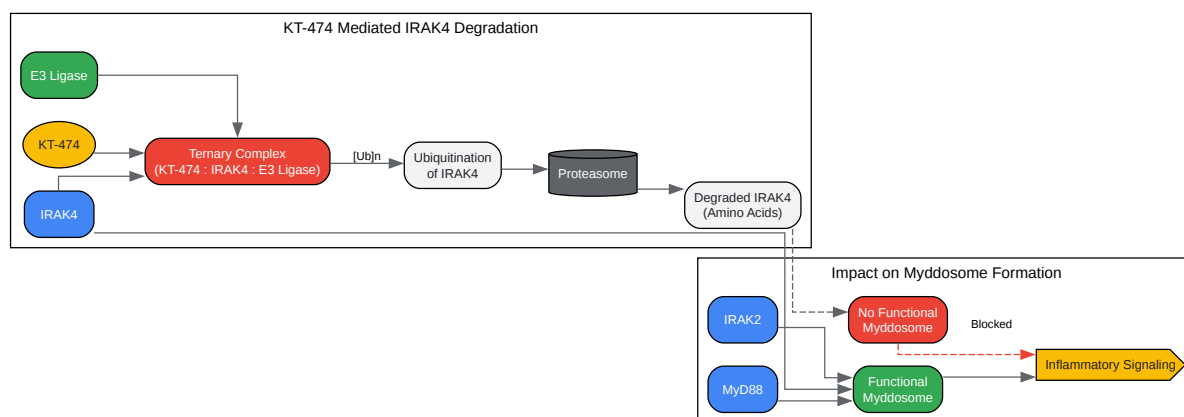 KT-474 Mediated IRAK4 Degradation
E3 Ligase
KT-474
IRAK4
Ternary Complex
(KT-474 : IRAK4 : E3 Ligase)
[Ub]n
Ubiquitination
of IRAK4
Proteasome
Degraded IRAK4
(Amino Acids)
Impact on Myddosome Formation
IRAK2
MyD88
No Functional
Myddosome
Blocked
Functional
Myddosome
Inflammatory Signaling